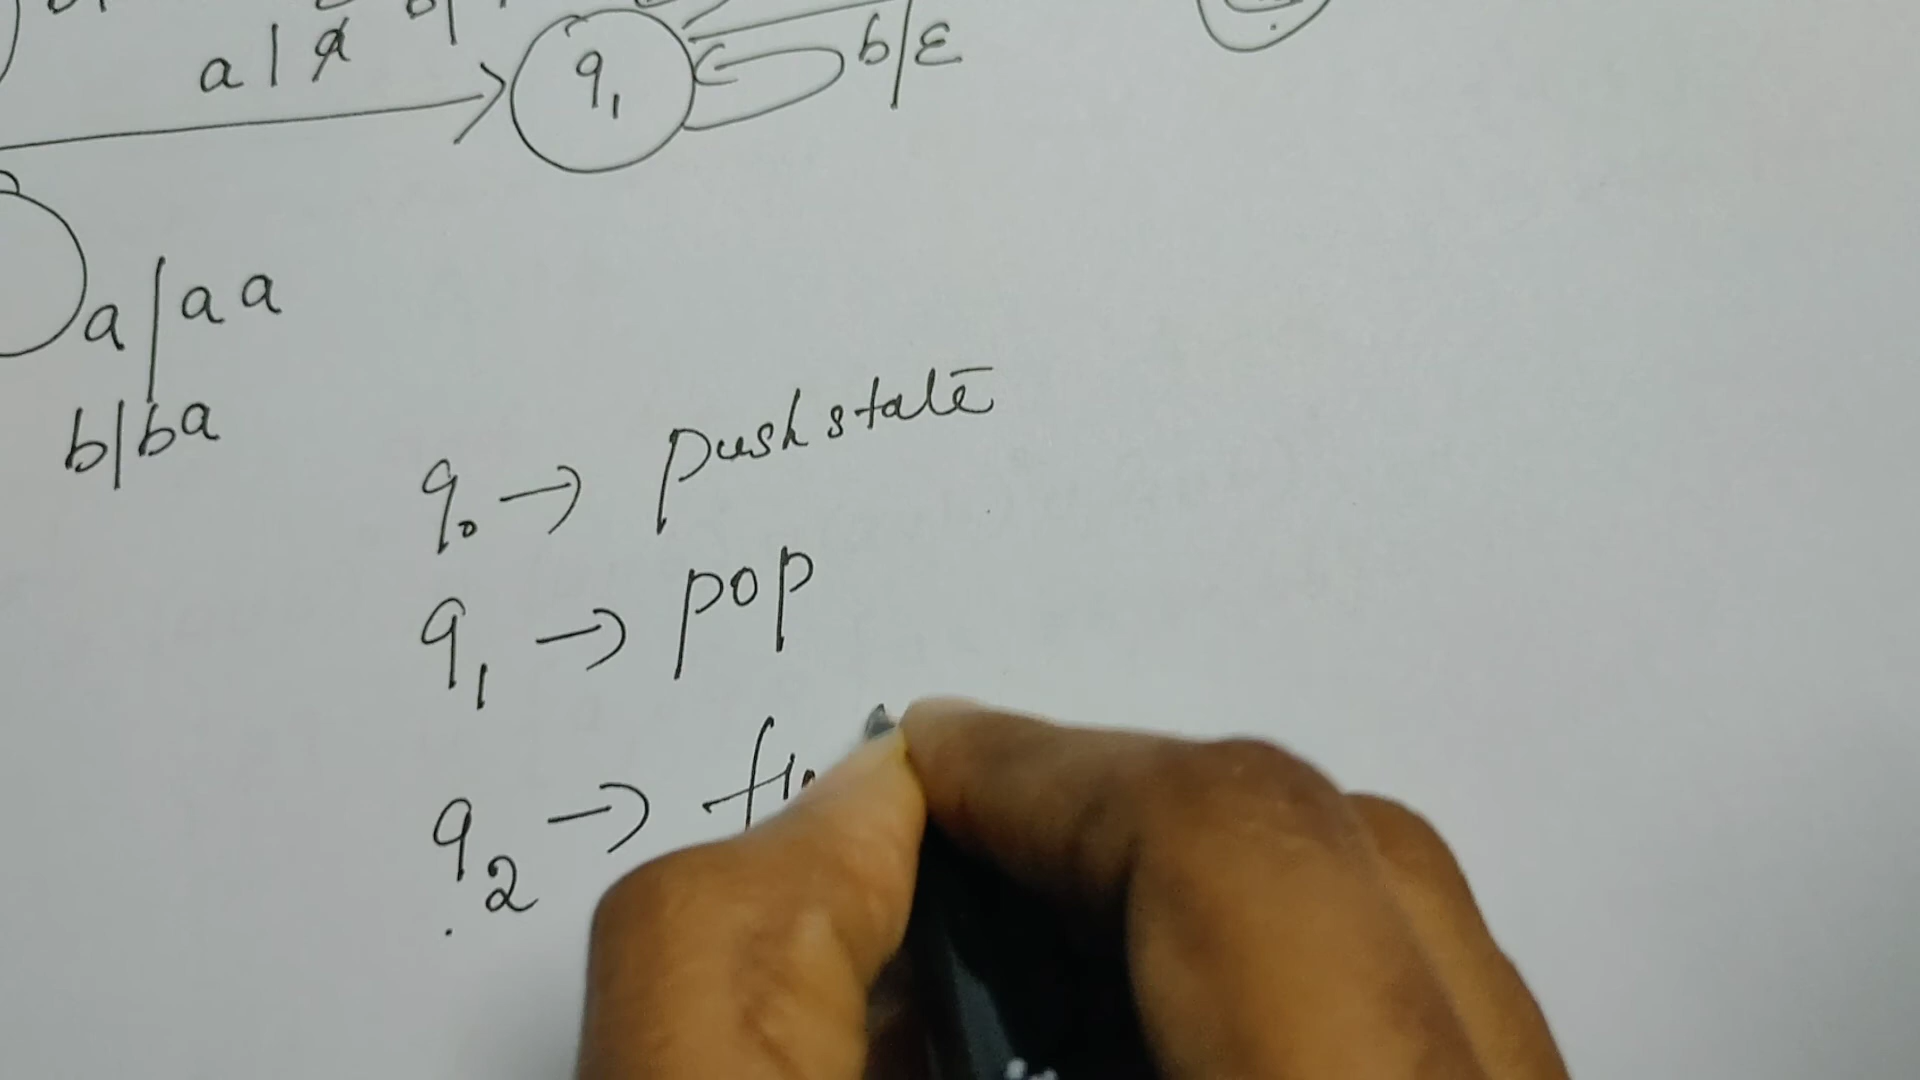 a | a
q₁
b/ε
a/aa
b/ba
q₀ → push state
q₁ → pop
q₂ →